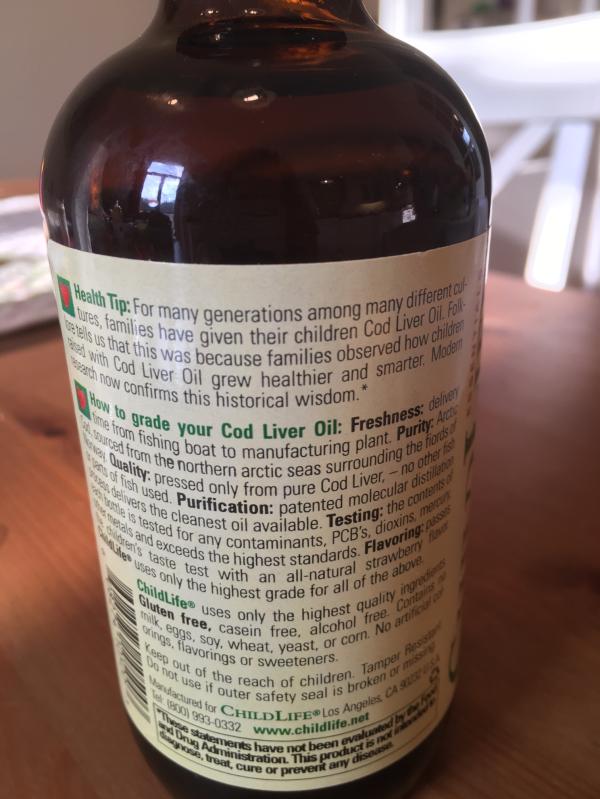 Health Tip: For many generations among many different cul-
tures, families have given their children Cod Liver Oil. Folk-
lore tells us that this was because families observed how children
raised with Cod Liver Oil grew healthier and smarter. Modern
research now confirms this historical wisdom.*
How to grade your Cod Liver Oil: Freshness: delivery
time from fishing boat to manufacturing plant. Purity: Arctic
sourced from the northern arctic seas surrounding the fiords of
Norway. Quality: pressed only from pure Cod Liver, – no other fish
parts of fish used. Purification: patented molecular distillation
process delivers the cleanest oil available. Testing: the contents of
each bottle is tested for any contaminants, PCB's, dioxins, mercury,
metals and exceeds the highest standards. Flavoring: passes
children's taste test with an all-natural strawberry flavor
ChildLife® uses only the highest grade for all of the above.
ChildLife® uses only the highest quality ingredients
Gluten free, casein free, alcohol free. Contains no
milk, eggs, soy, wheat, yeast, or corn. No artificial col-
orings, flavorings or sweeteners.
Keep out of the reach of children. Tamper Resistant
Do not use if outer safety seal is broken or missing
Manufactured for CHILDLIFE® Los Angeles, CA 90232 U.S.A.
Tel: (800) 993-0332 www.childlife.net
*These statements have not been evaluated by the Food
and Drug Administration. This product is not intended to
diagnose, treat, cure or prevent any disease.